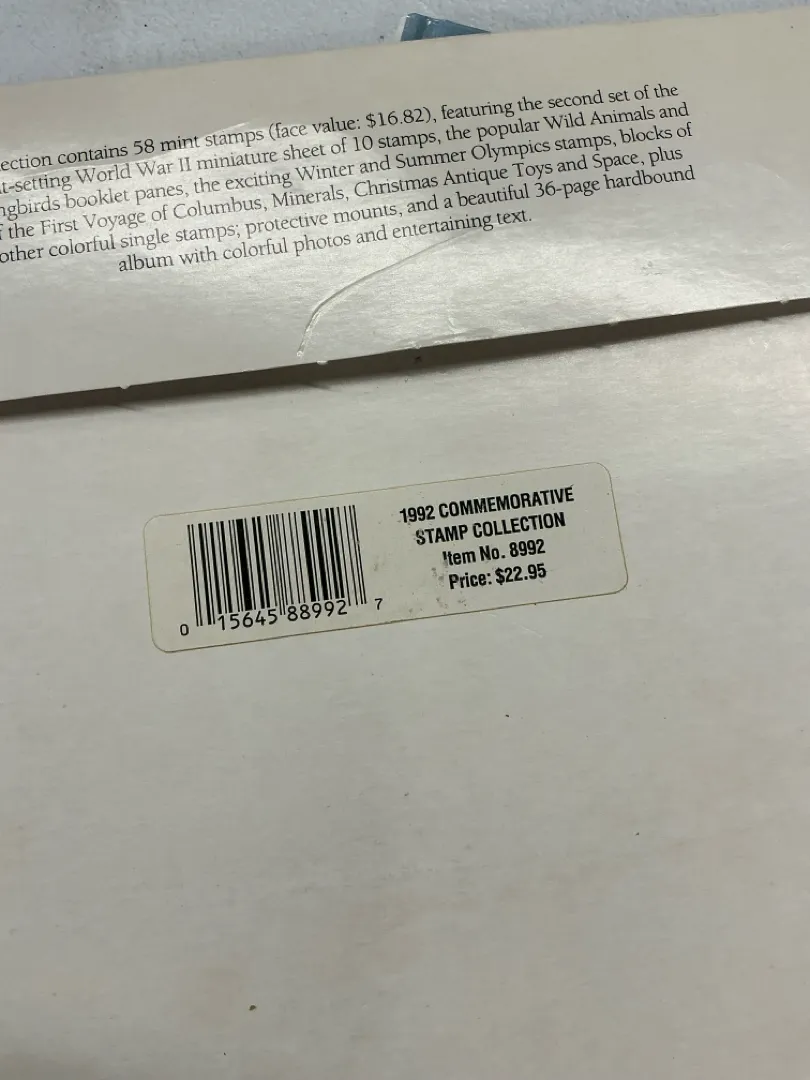 ection contains 58 mint stamps (face value: $16.82), featuring the second set of the
t-setting World War II miniature sheet of 10 stamps, the popular Wild Animals and
ngbirds booklet panes, the exciting Winter and Summer Olympics stamps, blocks of
f the First Voyage of Columbus, Minerals, Christmas Antique Toys and Space, plus
other colorful single stamps; protective mounts, and a beautiful 36-page hardbound
album with colorful photos and entertaining text.
1992 COMMEMORATIVE
STAMP COLLECTION
Item No. 8992
Price: $22.95
0 15645 88992 7